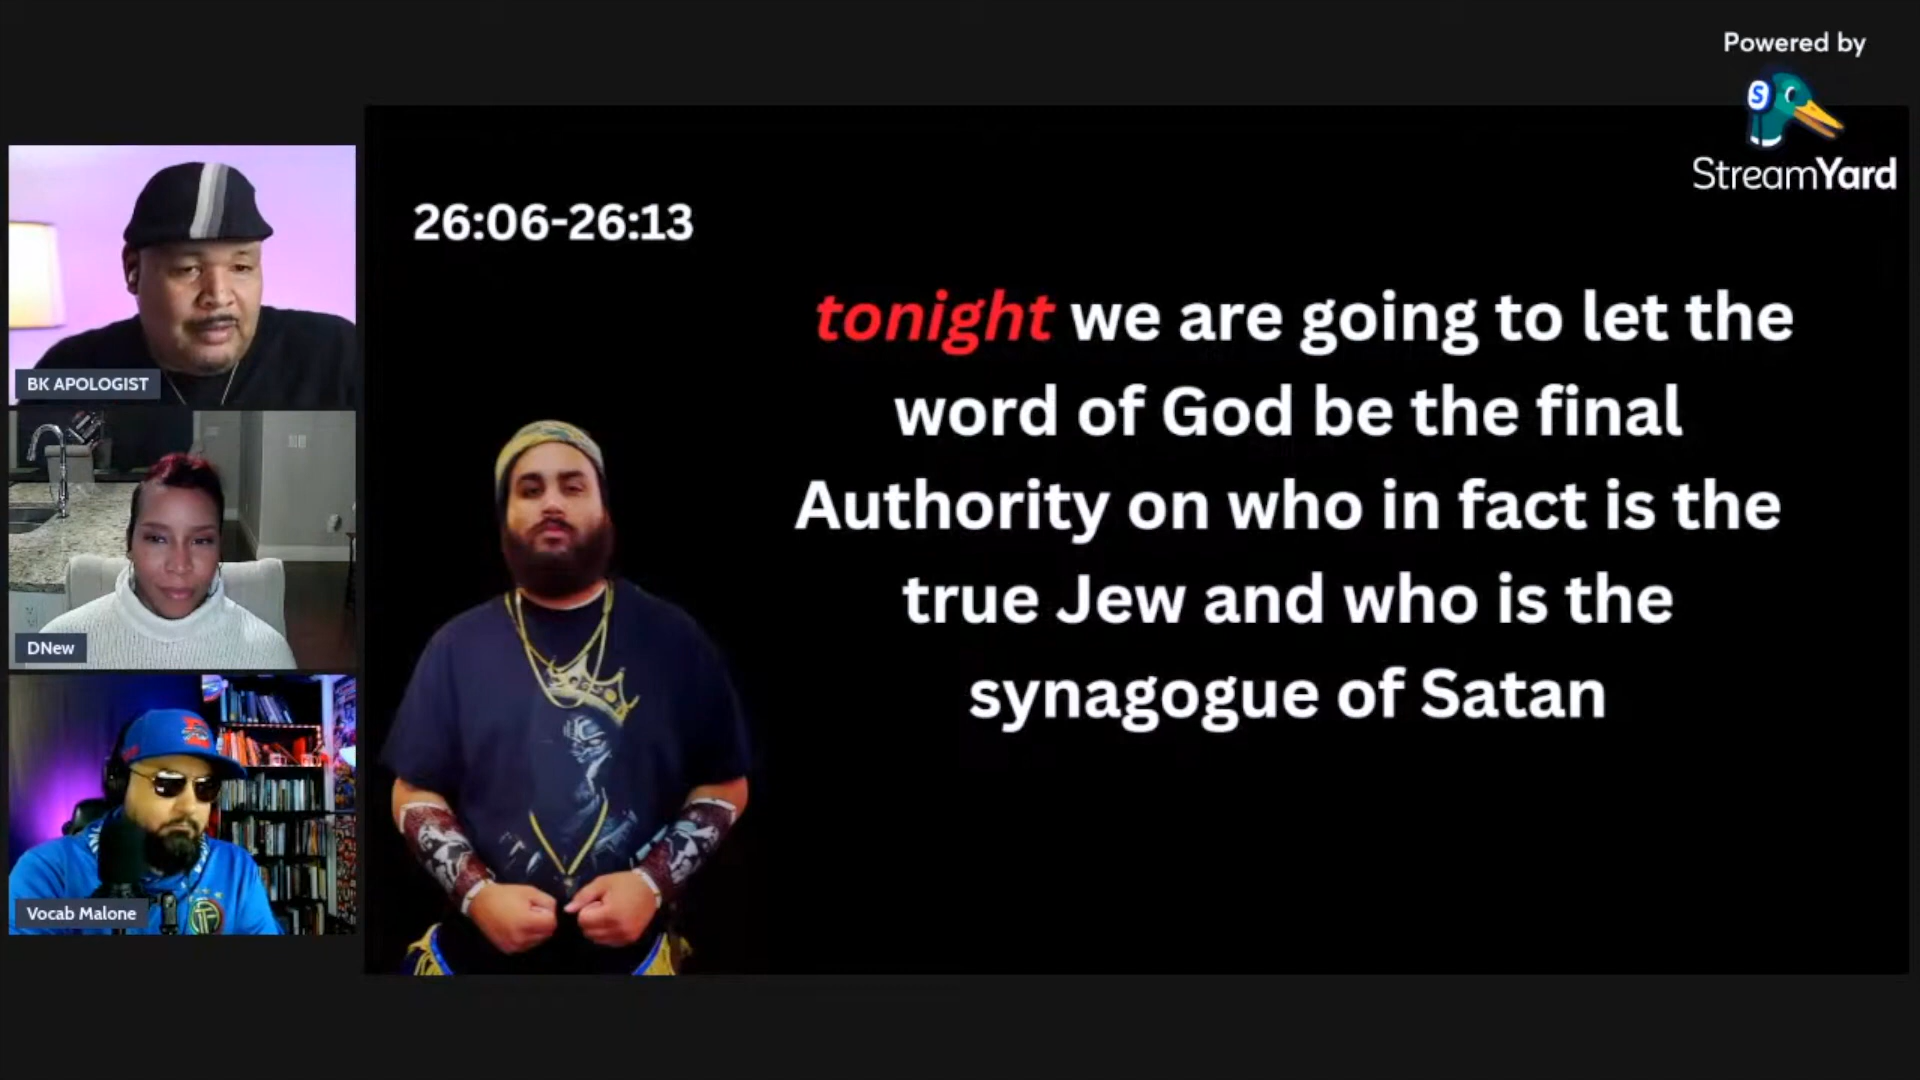 Powered by
StreamYard
26:06-26:13
tonight we are going to let the
word of God be the final
Authority on who in fact is the
true Jew and who is the
synagogue of Satan
BK APOLOGIST
DNew
Vocab Malone